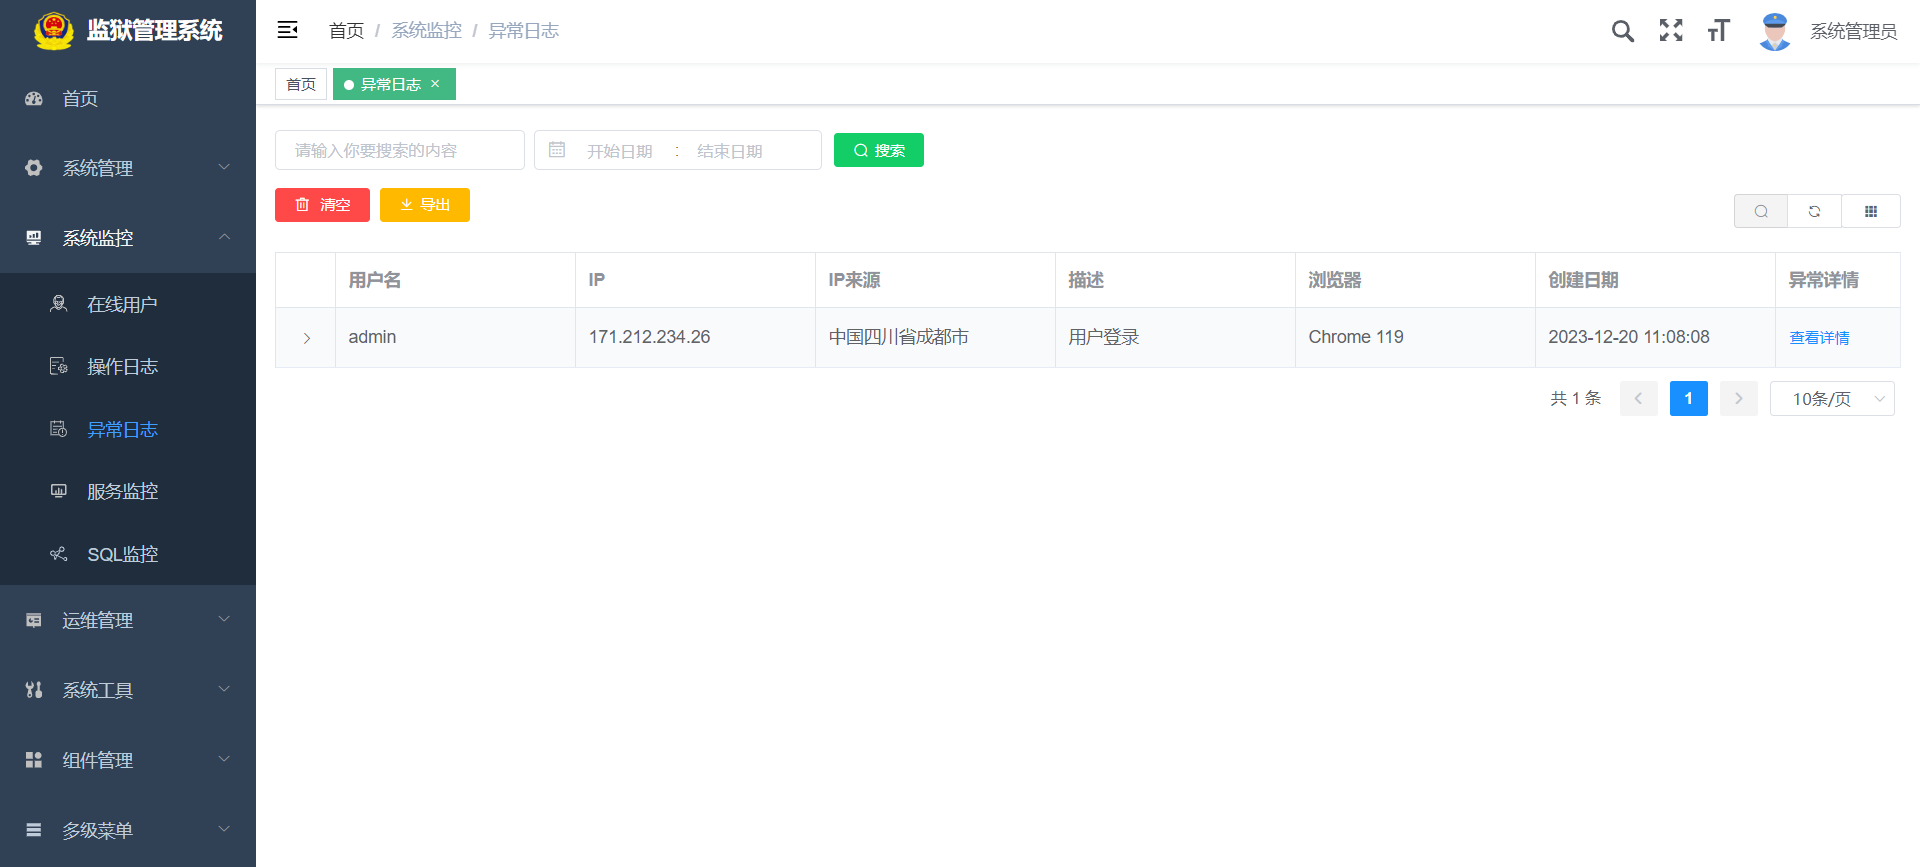 监狱管理系统
首页
系统管理
系统监控
在线用户
操作日志
异常日志
服务监控
SQL监控
运维管理
系统工具
组件管理
多级菜单
首页 / 系统监控 / 异常日志
系统管理员
首页
异常日志 ×
请输入你要搜索的内容
开始日期 : 结束日期
搜索
清空
导出
用户名 IP IP来源 描述 浏览器 创建日期 异常详情
admin 171.212.234.26 中国四川省成都市 用户登录 Chrome 119 2023-12-20 11:08:08 查看详情
共 1 条 1 10条/页